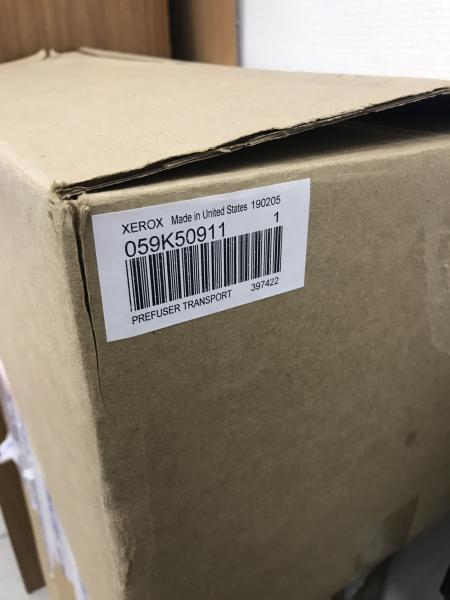 XEROX Made in United States 190205
059K50911 1
PREFUSER TRANSPORT 397422